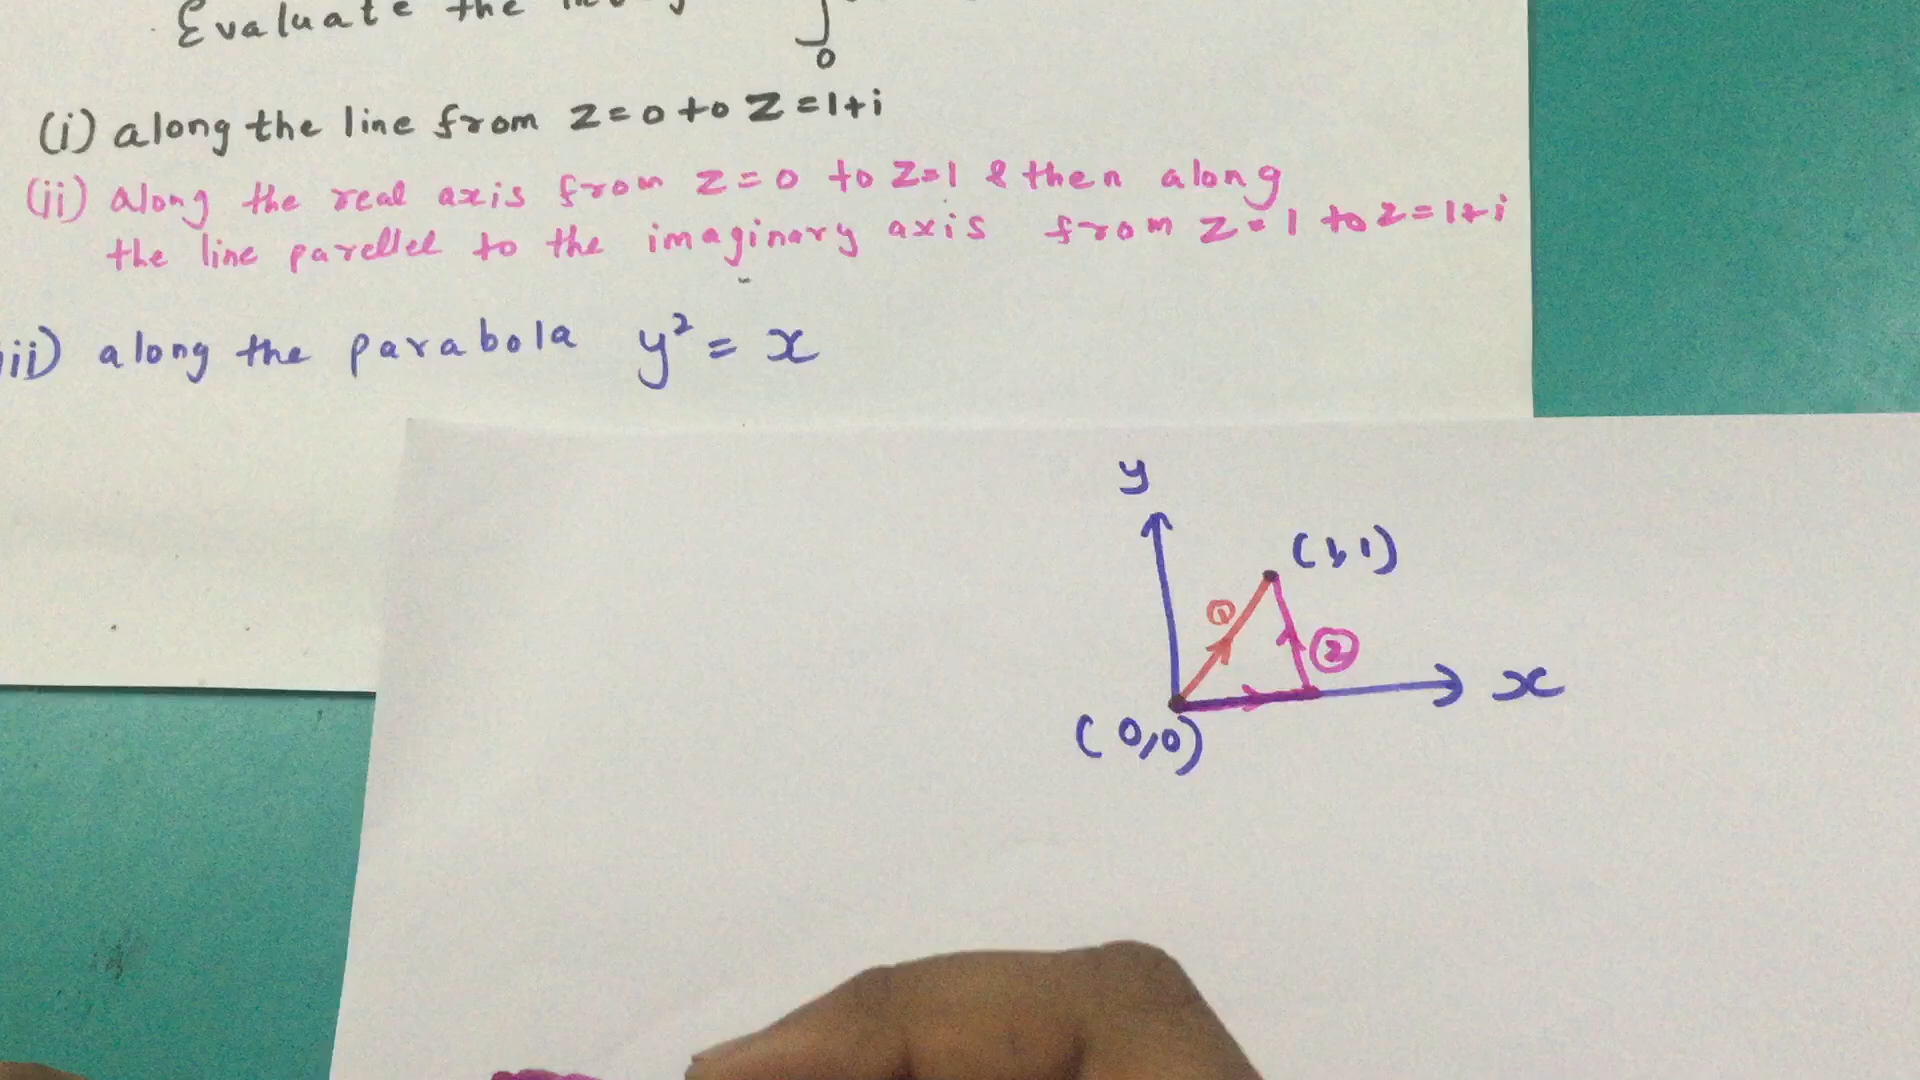 Evaluate the
∫
0
(i) along the line from z=0 to z=1+i
(ii) along the real axis from z=0 to z=1 & then along
the line parellel to the imaginary axis from z=1 to z=1+i
ii) along the parabola y² = x
y
(1,1)
①
②
x
(0,0)